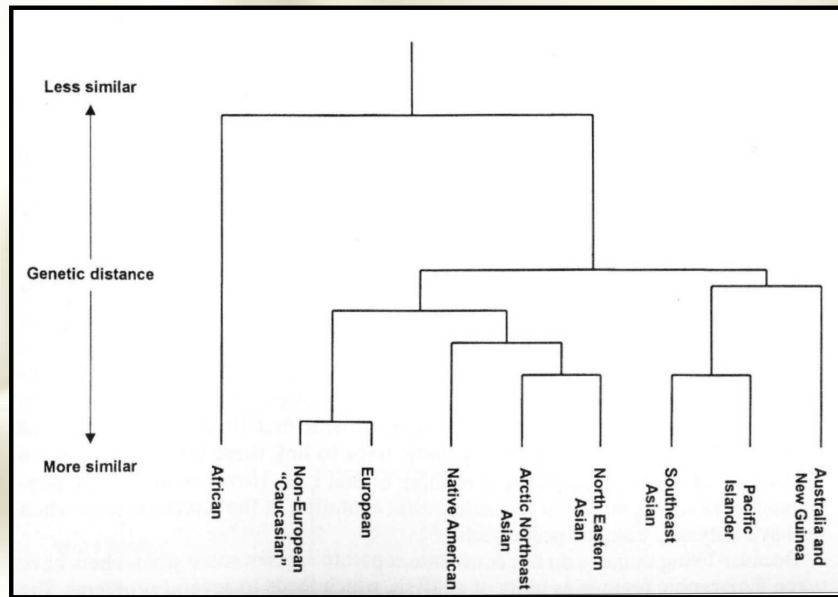 Less similar
Genetic distance
More similar
African
Non-European
"Caucasian"
European
Native American
Arctic Northeast
Asian
North Eastern
Asian
Southeast
Asian
Pacific
Islander
Australia and
New Guinea